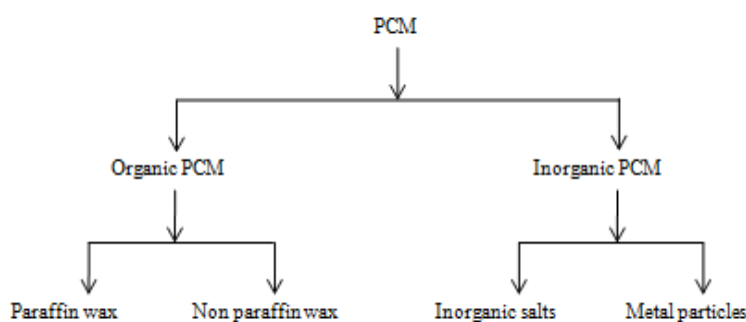 PCM
Organic PCM
Inorganic PCM
Paraffin wax
Non paraffin wax
Inorganic salts
Metal particles